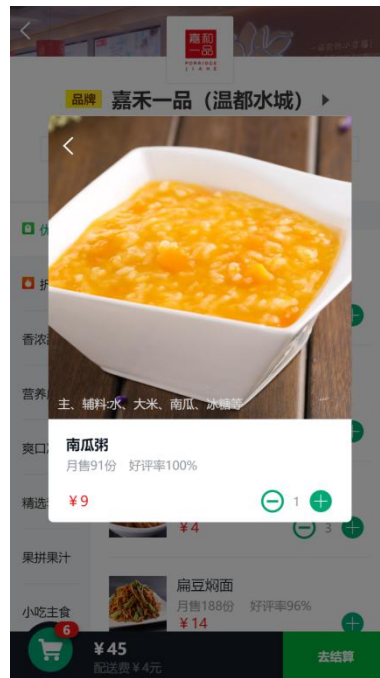 嘉和
一品
PORRIDGE
JIAHE
品牌 嘉禾一品（温都水城）
主、辅料:水、大米、南瓜、冰糖等
南瓜粥
月售91份 好评率100%
¥9
1
香浓
营养
爽口
精选
¥4
3
果拼果汁
扁豆焖面
月售188份 好评率96%
¥14
小吃主食
6
¥45
配送费¥4元
去结算